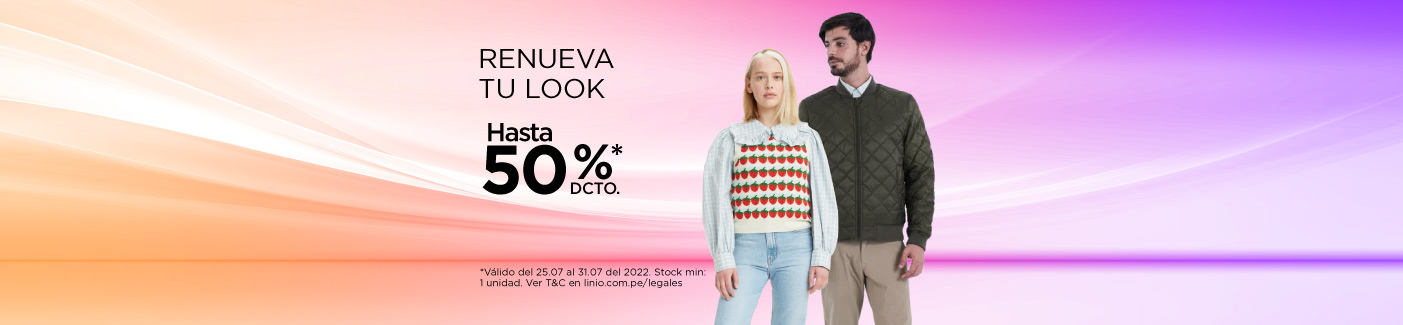 RENUEVA
TU LOOK
Hasta
50%*
DCTO.
*Válido del 25.07 al 31.07 del 2022. Stock min:
1 unidad. Ver T&C en linio.com.pe/legales